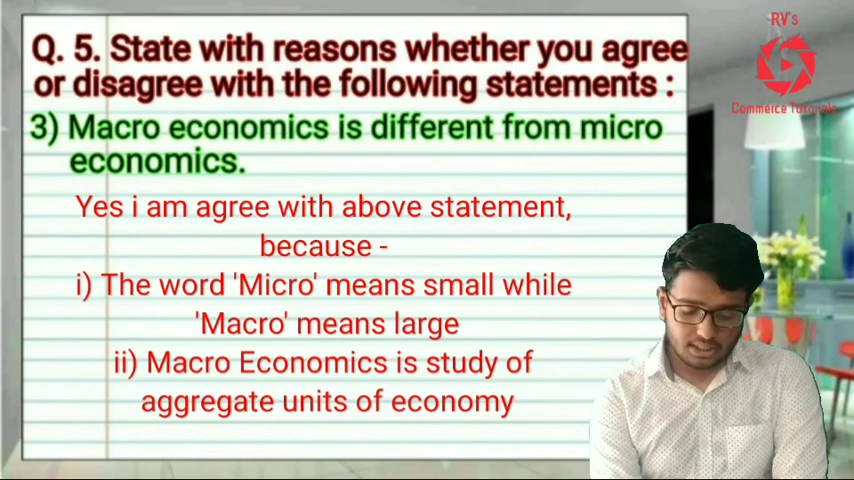 Q. 5. State with reasons whether you agree
or disagree with the following statements :
3) Macro economics is different from micro
economics.
Yes i am agree with above statement,
because -
i) The word 'Micro' means small while
'Macro' means large
ii) Macro Economics is study of
aggregate units of economy
RV's
Commerce Tutorials